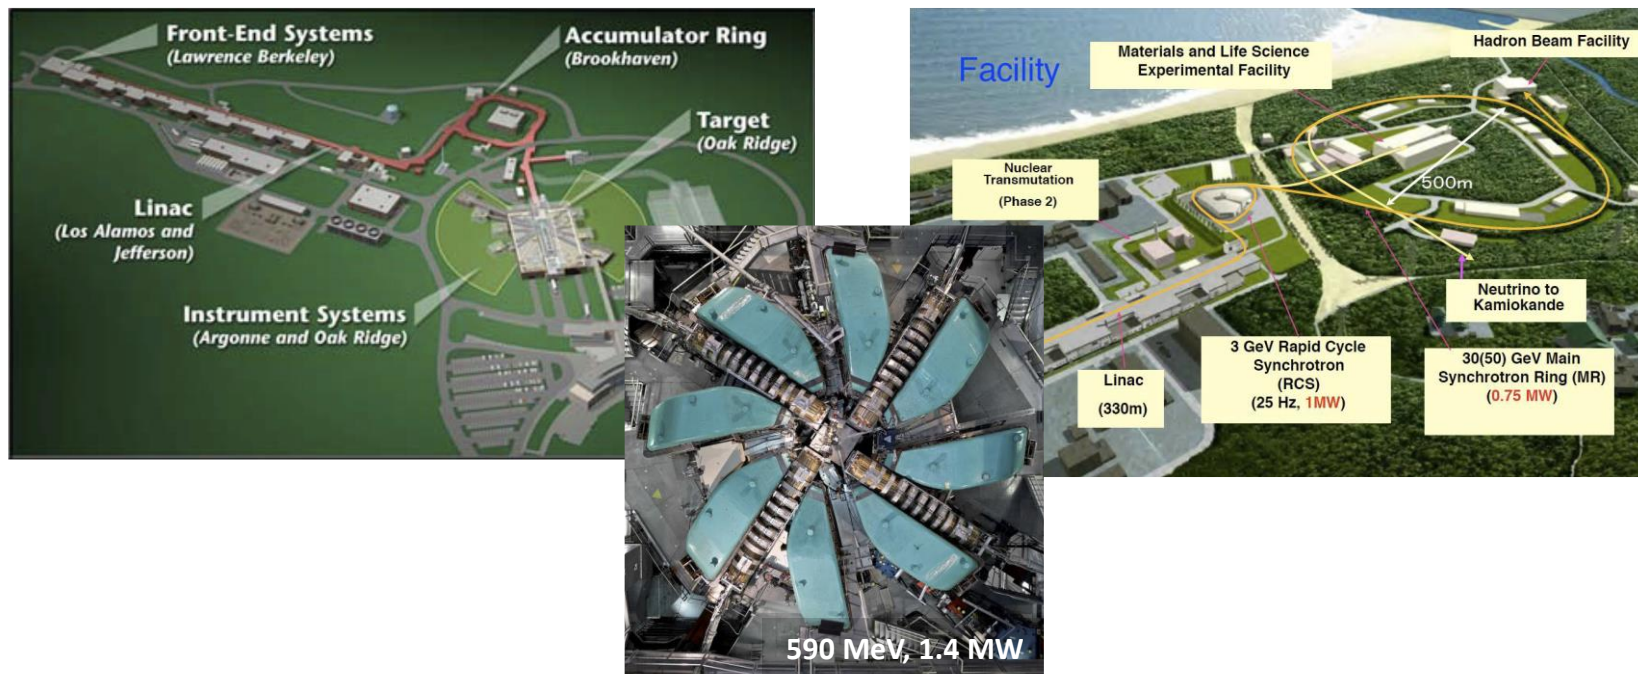 Front-End Systems
(Lawrence Berkeley)
Accumulator Ring
(Brookhaven)
Target
(Oak Ridge)
Linac
(Los Alamos and
Jefferson)
Instrument Systems
(Argonne and Oak Ridge)
590 MeV, 1.4 MW
Facility
Materials and Life Science
Experimental Facility
Hadron Beam Facility
Nuclear
Transmutation
(Phase 2)
500m
Neutrino to
Kamiokande
Linac
(330m)
3 GeV Rapid Cycle
Synchrotron
(RCS)
(25 Hz, 1MW)
30(50) GeV Main
Synchrotron Ring (MR)
(0.75 MW)